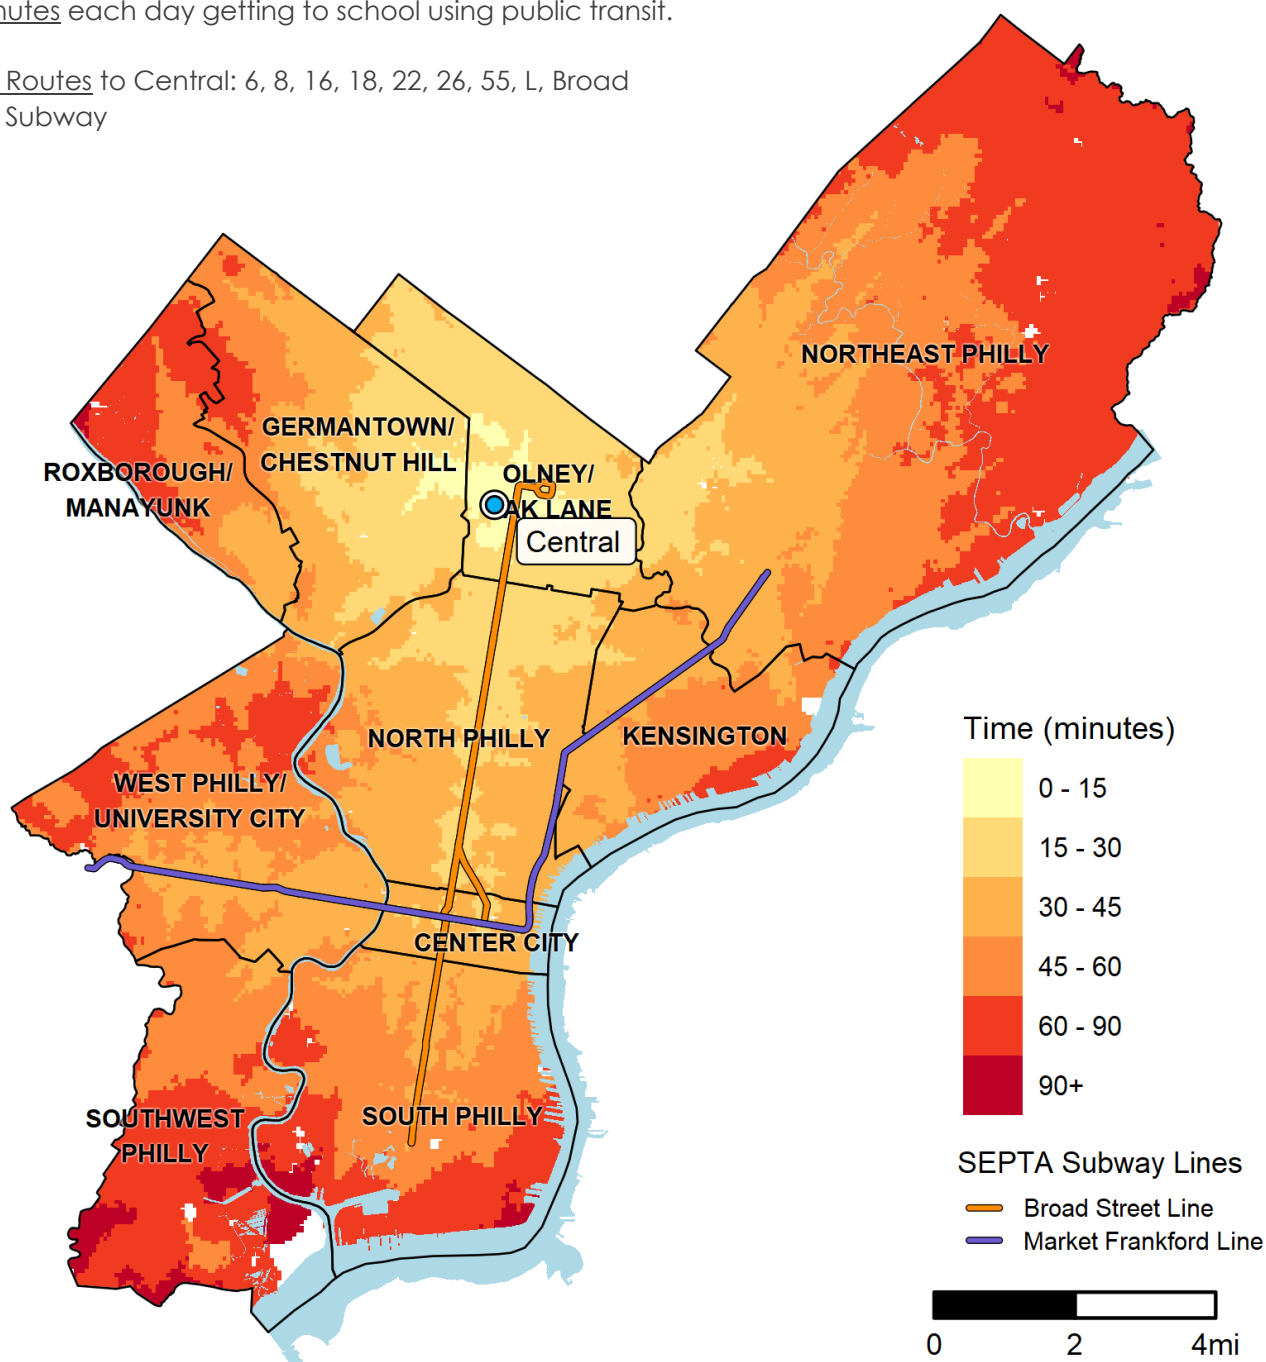 each day getting to school using public transit.
Routes to Central: 6, 8, 16, 18, 22, 26, 55, L, Broad
Subway
NORTHEAST PHILLY
GERMANTOWN/
CHESTNUT HILL
ROXBOROUGH/
MANAYUNK
OLNEY/
AK LANE
Central
NORTH PHILLY
KENSINGTON
WEST PHILLY/
UNIVERSITY CITY
CENTER CITY
SOUTHWEST
PHILLY
SOUTH PHILLY
Time (minutes)
0 - 15
15 - 30
30 - 45
45 - 60
60 - 90
90+
SEPTA Subway Lines
Broad Street Line
Market Frankford Line
0 2 4mi